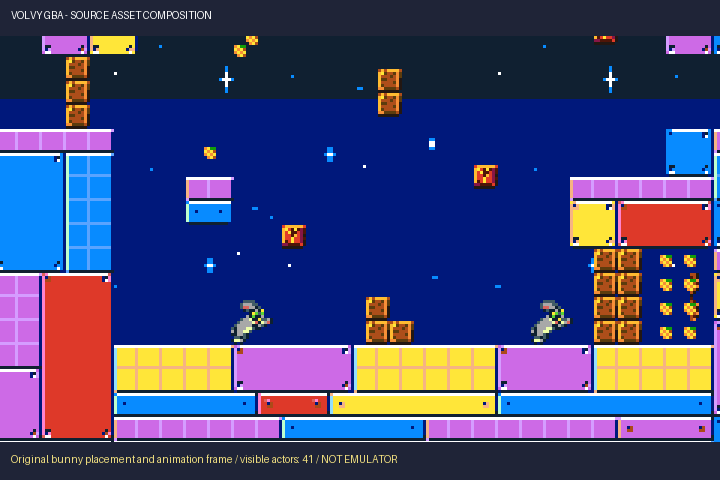 VOLVY GBA - SOURCE ASSET COMPOSITION
Original bunny placement and animation frame / visible actors: 41 / NOT EMULATOR